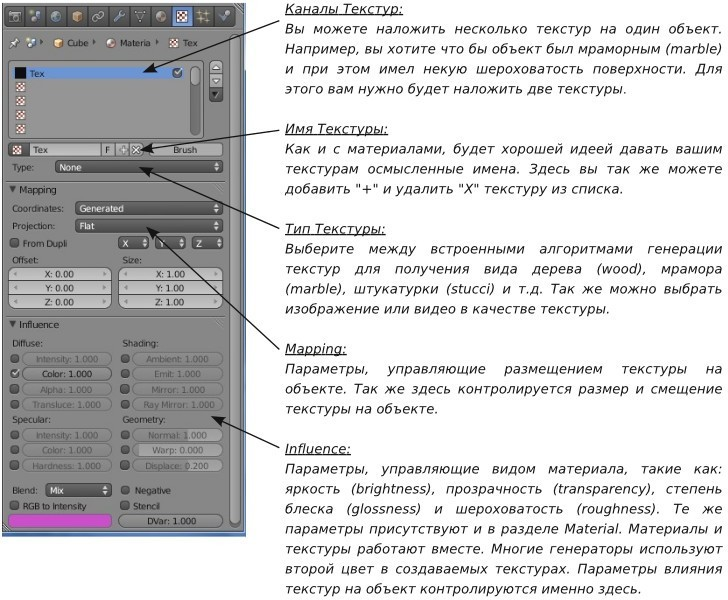 Каналы Текстур:
Вы можете наложить несколько текстур на один объект.
Например, вы хотите что бы объект был мраморным (marble)
и при этом имел некую шероховатость поверхности. Для
этого вам нужно будет наложить две текстуры.
Имя Текстуры:
Как и с материалами, будет хорошей идеей давать вашим
текстурам осмысленные имена. Здесь вы так же можете
добавить "+" и удалить "X" текстуру из списка.
Тип Текстуры:
Выберите между встроенными алгоритмами генерации
текстур для получения вида дерева (wood), мрамора
(marble), штукатурки (stucci) и т.д. Так же можно выбрать
изображение или видео в качестве текстуры.
Mapping:
Параметры, управляющие размещением текстуры на
объекте. Так же здесь контролируется размер и смещение
текстуры на объекте.
Influence:
Параметры, управляющие видом материала, такие как:
яркость (brightness), прозрачность (transparency), степень
блеска (glossness) и шероховатость (roughness). Те же
параметры присутствуют и в разделе Material. Материалы и
текстуры работают вместе. Многие генераторы используют
второй цвет в создаваемых текстурах. Параметры влияния
текстур на объект контролируются именно здесь.
Cube Materia Tex
Tex
Tex F Brush
Type: None
Mapping
Coordinates: Generated
Projection: Flat
From Dupli X Y Z
Offset: Size:
X: 0.00 X: 1.00
Y: 0.00 Y: 1.00
Z: 0.00 Z: 1.00
Influence
Diffuse: Shading:
Intensity: 1.000 Ambient: 1.000
Color: 1.000 Emit: 1.000
Alpha: 1.000 Mirror: 1.000
Transluce: 1.000 Ray Mirror: 1.000
Specular: Geometry:
Intensity: 1.000 Normal: 1.000
Color: 1.000 Warp: 0.000
Hardness: 1.000 Displace: 0.200
Blend: Mix Negative
RGB to Intensity Stencil
DVar: 1.000